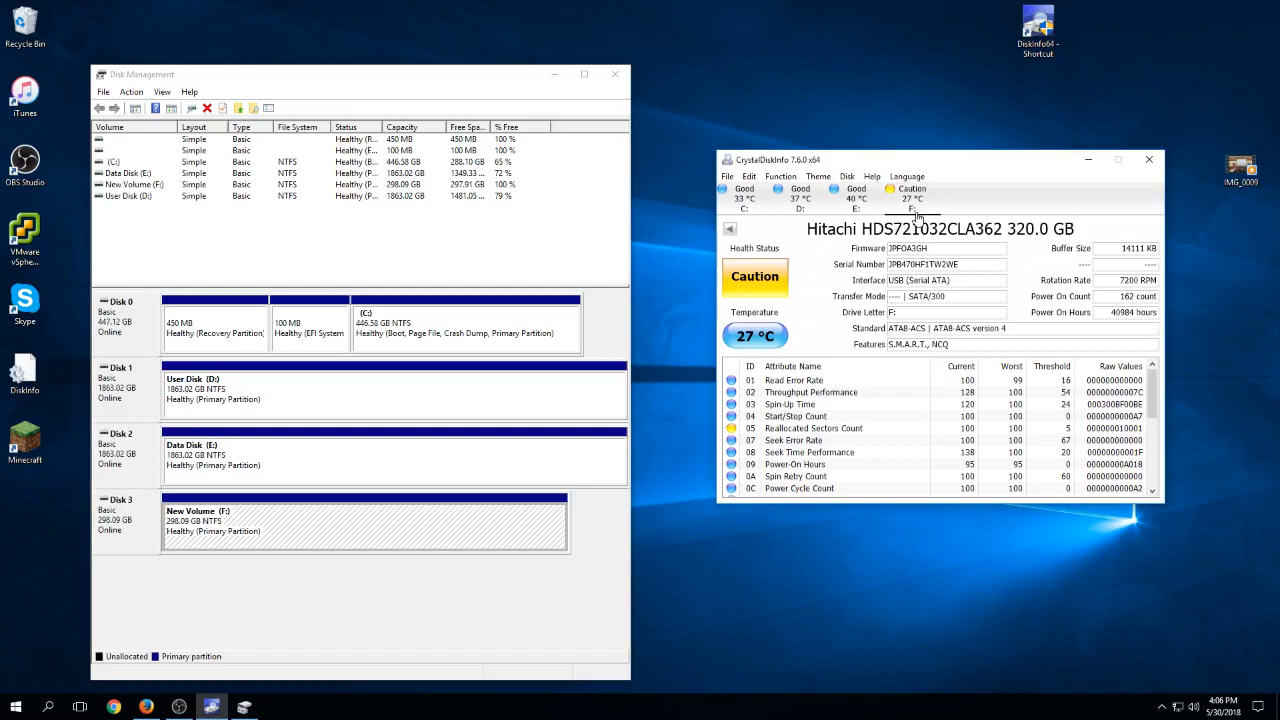 Recycle Bin
iTunes
OBS Studio
VMware vSphe...
Skype
DiskInfo
Minecraft
DiskInfo64 - Shortcut
IMG_0009
Disk Management
File Action View Help
Volume Layout Type File System Status Capacity Free Spa... % Free
Simple Basic Healthy (R... 450 MB 450 MB 100 %
Simple Basic Healthy (E... 100 MB 100 MB 100 %
(C:) Simple Basic NTFS Healthy (B... 446.58 GB 288.10 GB 65 %
Data Disk (E:) Simple Basic NTFS Healthy (P... 1863.02 GB 1349.33 ... 72 %
New Volume (F:) Simple Basic NTFS Healthy (P... 298.09 GB 297.91 GB 100 %
User Disk (D:) Simple Basic NTFS Healthy (P... 1863.02 GB 1481.05 ... 79 %
Disk 0
Basic
447.12 GB
Online
450 MB
Healthy (Recovery Partition)
100 MB
Healthy (EFI System
(C:)
446.58 GB NTFS
Healthy (Boot, Page File, Crash Dump, Primary Partition)
Disk 1
Basic
1863.02 GB
Online
User Disk (D:)
1863.02 GB NTFS
Healthy (Primary Partition)
Disk 2
Basic
1863.02 GB
Online
Data Disk (E:)
1863.02 GB NTFS
Healthy (Primary Partition)
Disk 3
Basic
298.09 GB
Online
New Volume (F:)
298.09 GB NTFS
Healthy (Primary Partition)
Unallocated Primary partition
CrystalDiskInfo 7.6.0 x64
File Edit Function Theme Disk Help Language
Good Good Good Caution
33 °C 37 °C 40 °C 27 °C
C: D: E: F:
Hitachi HDS721032CLA362 320.0 GB
Health Status
Caution
Temperature
27 °C
Firmware JPFOA3GH Buffer Size 14111 KB
Serial Number JPB470HF1TW2WE ---- ----
Interface USB (Serial ATA) Rotation Rate 7200 RPM
Transfer Mode ---- | SATA/300 Power On Count 162 count
Drive Letter F: Power On Hours 40984 hours
Standard ATA8-ACS | ATA8-ACS version 4
Features S.M.A.R.T., NCQ
ID Attribute Name Current Worst Threshold Raw Values
01 Read Error Rate 100 99 16 000000000000
02 Throughput Performance 128 128 54 00000000007C
03 Spin-Up Time 120 120 24 000300BF00BE
04 Start/Stop Count 100 100 0 0000000000A7
05 Reallocated Sectors Count 100 100 5 000000010001
07 Seek Error Rate 100 100 67 000000000000
08 Seek Time Performance 138 138 20 00000000001F
09 Power-On Hours 95 95 0 00000000A018
0A Spin Retry Count 100 100 60 000000000000
0C Power Cycle Count 100 100 0 0000000000A2
4:06 PM
5/30/2018